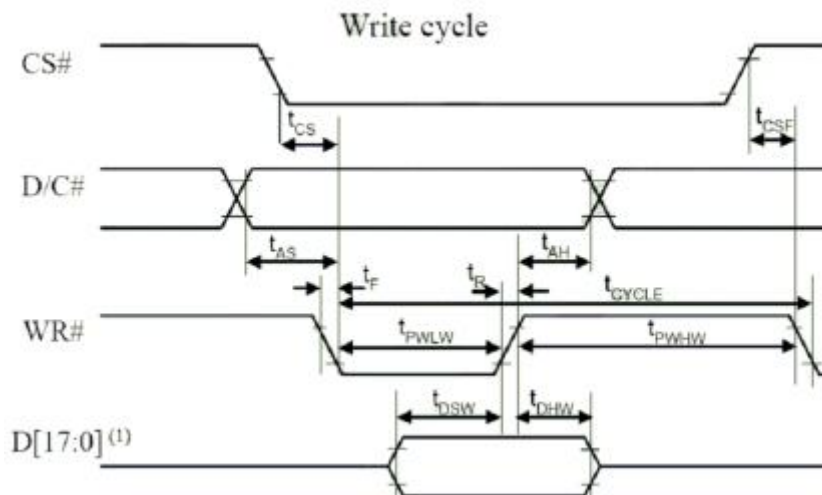 Write cycle
CS#
tCS
tCSF
D/C#
tAS
tAH
tF
tR
tCYCLE
WR#
tPWLW
tPWHW
tDSW
tDHW
D[17:0] (1)